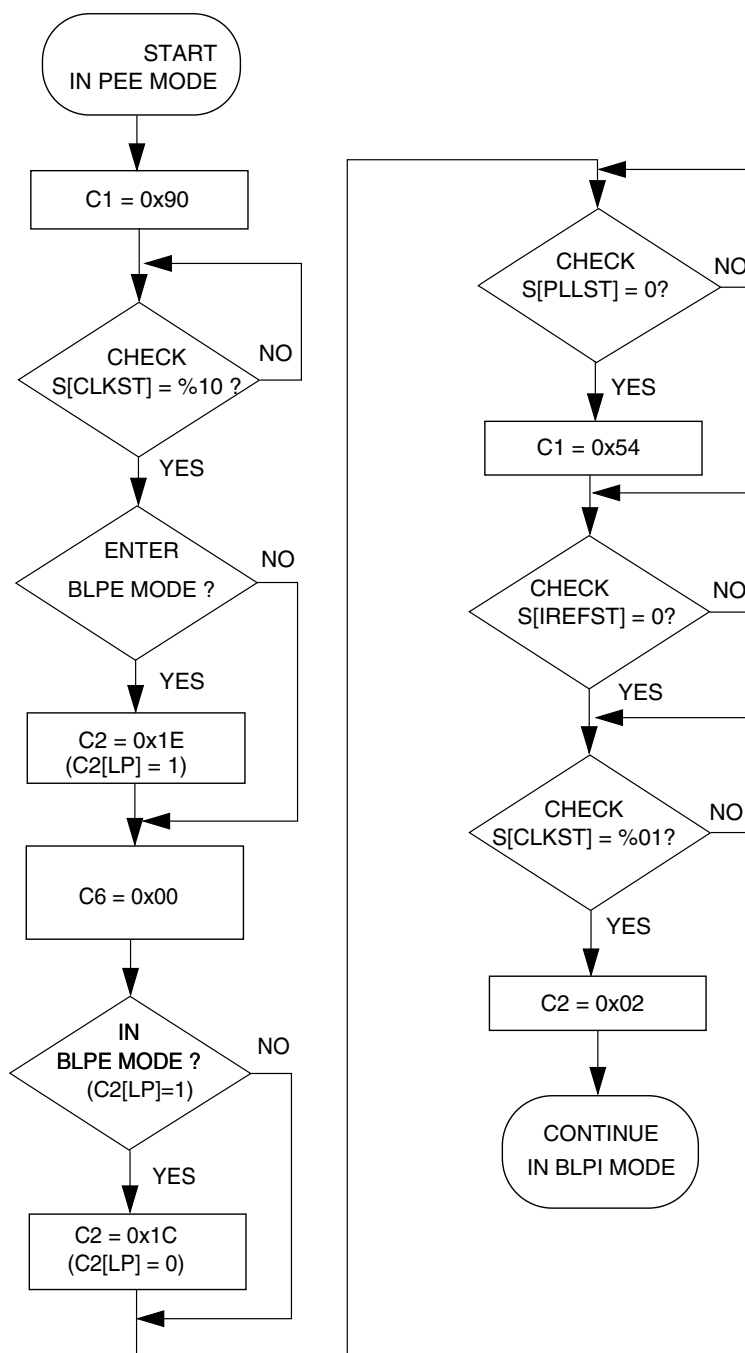 START
IN PEE MODE
C1 = 0x90
CHECK
S[CLKST] = %10 ?
NO
YES
ENTER
BLPE MODE ?
NO
YES
C2 = 0x1E
(C2[LP] = 1)
C6 = 0x00
IN
BLPE MODE ?
(C2[LP]=1)
NO
YES
C2 = 0x1C
(C2[LP] = 0)
CHECK
S[PLLST] = 0?
NO
YES
C1 = 0x54
CHECK
S[IREFST] = 0?
NO
YES
CHECK
S[CLKST] = %01?
NO
YES
C2 = 0x02
CONTINUE
IN BLPI MODE